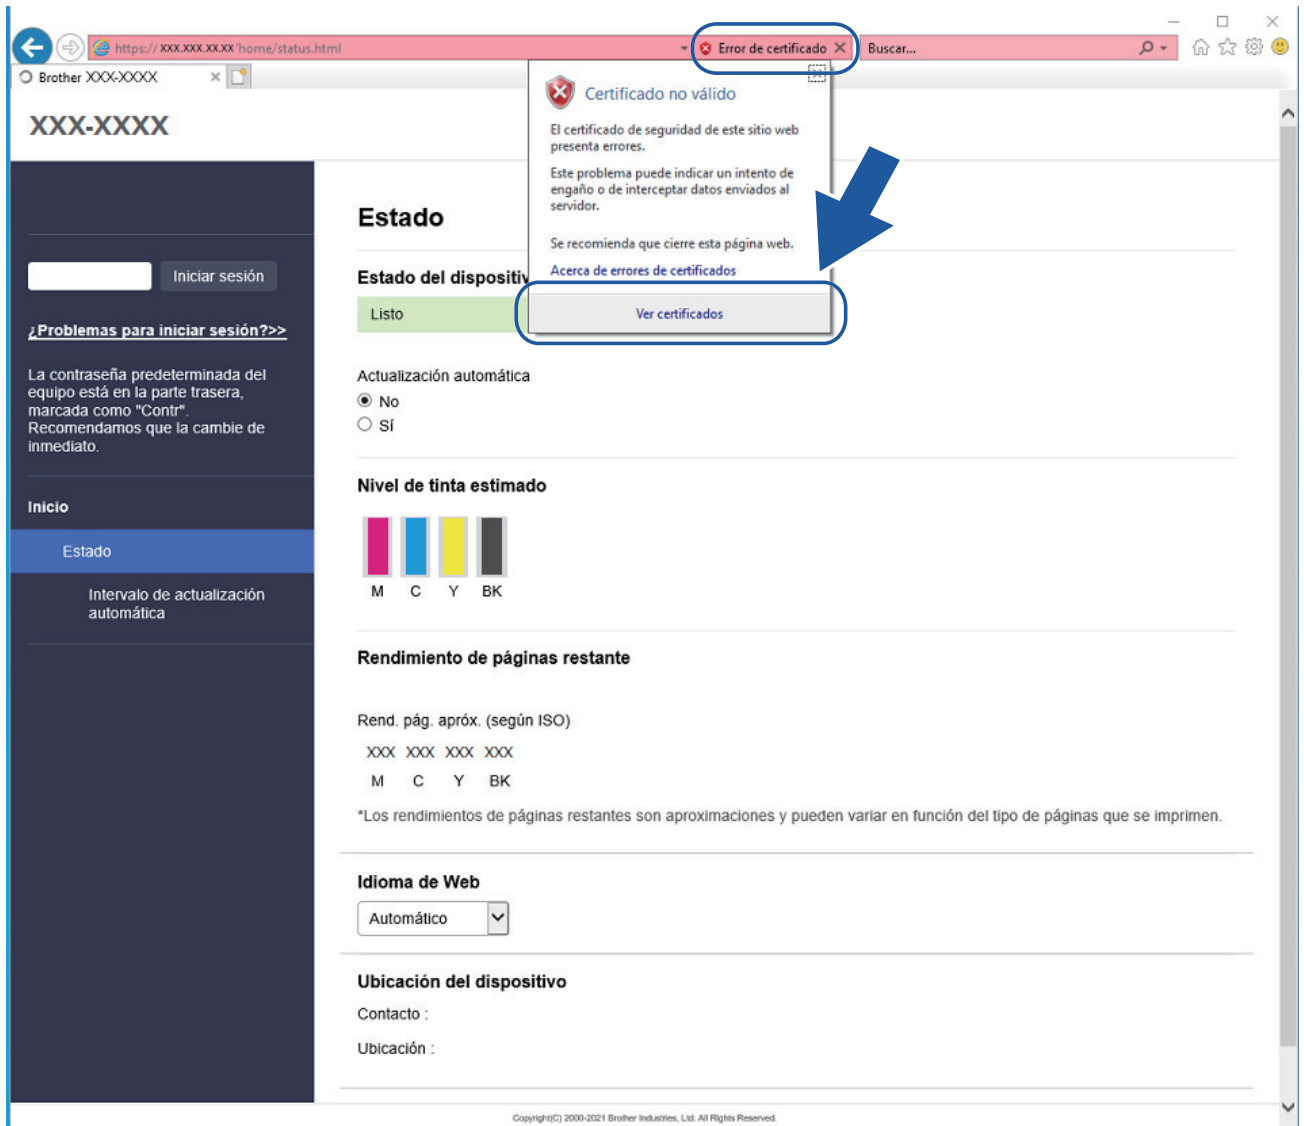 https://XXX.XXX.XX.XX/home/status.html
Error de certificado
Buscar...
Brother XXX-XXXX
XXX-XXXX
Certificado no válido
El certificado de seguridad de este sitio web
presenta errores.
Este problema puede indicar un intento de
engaño o de interceptar datos enviados al
servidor.
Se recomienda que cierre esta página web.
Acerca de errores de certificados
Ver certificados
Iniciar sesión
¿Problemas para iniciar sesión?>>
La contraseña predeterminada del
equipo está en la parte trasera,
marcada como "Contr".
Recomendamos que la cambie de
inmediato.
Inicio
Estado
Intervalo de actualización
automática
Estado
Estado del dispositiv
Listo
Actualización automática
No
Sí
Nivel de tinta estimado
M C Y BK
Rendimiento de páginas restante
Rend. pág. apróx. (según ISO)
XXX XXX XXX XXX
M C Y BK
*Los rendimientos de páginas restantes son aproximaciones y pueden variar en función del tipo de páginas que se imprimen.
Idioma de Web
Automático
Ubicación del dispositivo
Contacto :
Ubicación :
Copyright(C) 2000-2021 Brother Industries, Ltd. All Rights Reserved.